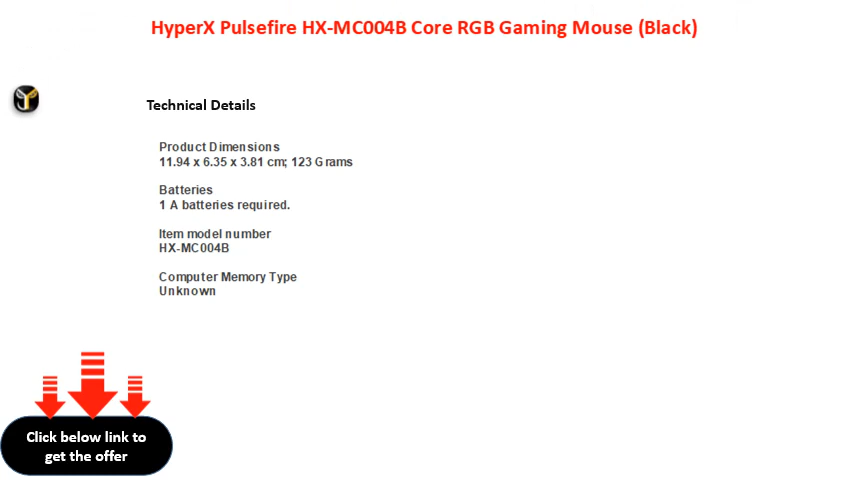 HyperX Pulsefire HX-MC004B Core RGB Gaming Mouse (Black)
Technical Details
Product Dimensions
11.94 x 6.35 x 3.81 cm; 123 Grams
Batteries
1 A batteries required.
Item model number
HX-MC004B
Computer Memory Type
Unknown
Click below link to
get the offer